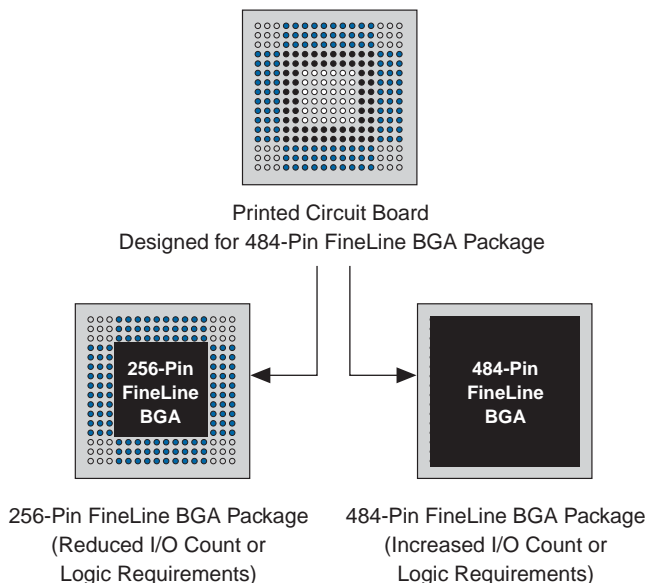 Printed Circuit Board
Designed for 484-Pin FineLine BGA Package
256-Pin
FineLine
BGA
484-Pin
FineLine
BGA
256-Pin FineLine BGA Package
(Reduced I/O Count or
Logic Requirements)
484-Pin FineLine BGA Package
(Increased I/O Count or
Logic Requirements)